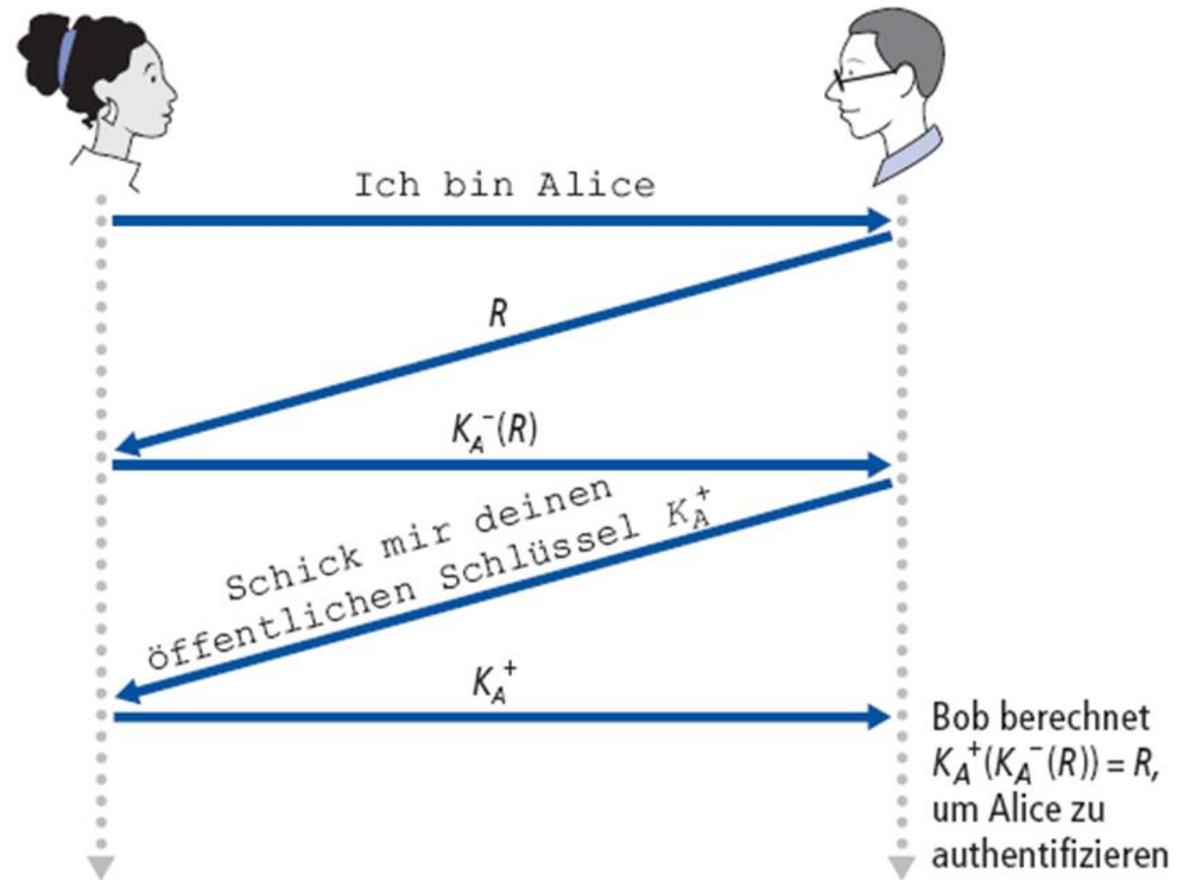 Ich bin Alice
R
K_A^-(R)
Schick mir deinen
öffentlichen Schlüssel K_A^+
K_A^+
Bob berechnet
K_A^+(K_A^-(R)) = R,
um Alice zu
authentifizieren